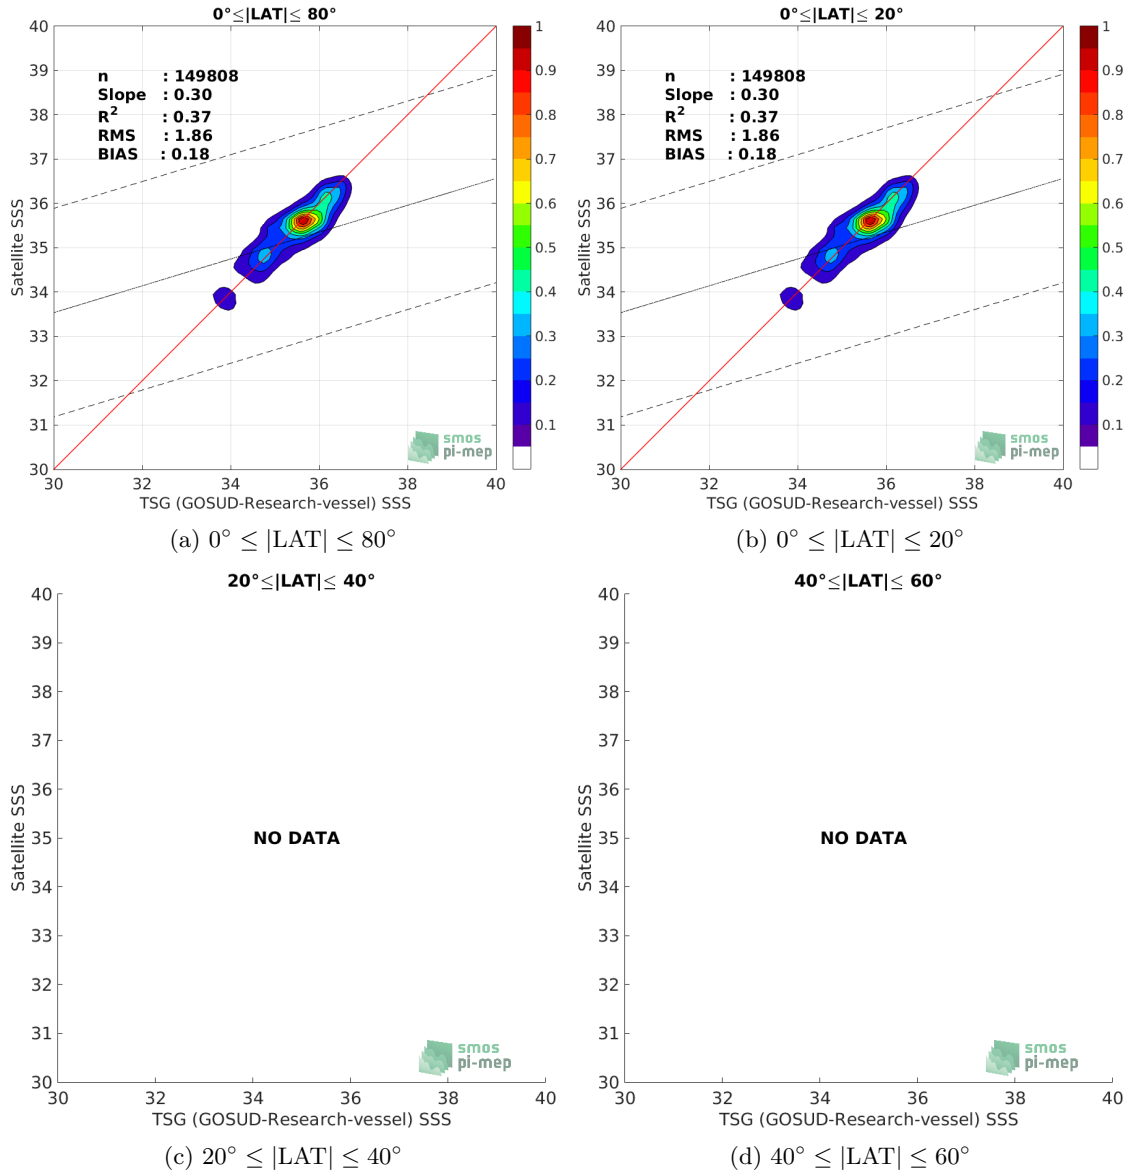 0°≤|LAT|≤ 80°
40
39
38
37
36
35
34
33
32
31
30
Satellite SSS
n : 149808
Slope : 0.30
R² : 0.37
RMS : 1.86
BIAS : 0.18
smos
pi-mep
30 32 34 36 38 40
TSG (GOSUD-Research-vessel) SSS
1
0.9
0.8
0.7
0.6
0.5
0.4
0.3
0.2
0.1
(a) 0° ≤ |LAT| ≤ 80°
0°≤|LAT|≤ 20°
40
39
38
37
36
35
34
33
32
31
30
Satellite SSS
n : 149808
Slope : 0.30
R² : 0.37
RMS : 1.86
BIAS : 0.18
smos
pi-mep
30 32 34 36 38 40
TSG (GOSUD-Research-vessel) SSS
1
0.9
0.8
0.7
0.6
0.5
0.4
0.3
0.2
0.1
(b) 0° ≤ |LAT| ≤ 20°
20°≤|LAT|≤ 40°
40
39
38
37
36
35
34
33
32
31
30
Satellite SSS
NO DATA
smos
pi-mep
30 32 34 36 38 40
TSG (GOSUD-Research-vessel) SSS
(c) 20° ≤ |LAT| ≤ 40°
40°≤|LAT|≤ 60°
40
39
38
37
36
35
34
33
32
31
30
Satellite SSS
NO DATA
smos
pi-mep
30 32 34 36 38 40
TSG (GOSUD-Research-vessel) SSS
(d) 40° ≤ |LAT| ≤ 60°